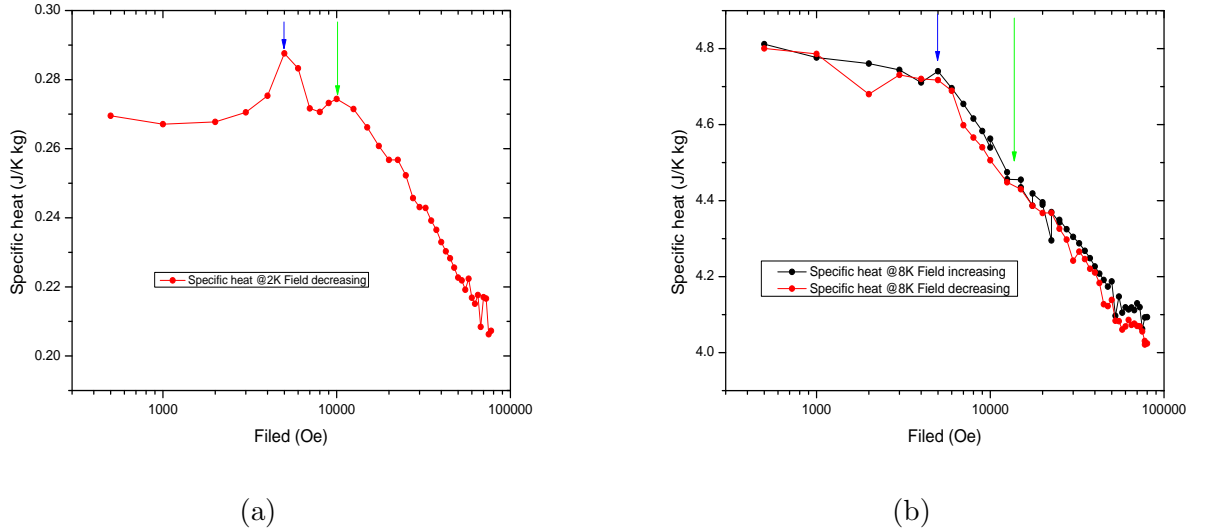 0.30
0.28
0.26
0.24
0.22
0.20
Specific heat (J/K kg)
Specific heat @2K Field decreasing
1000
10000
100000
Filed (Oe)
(a)
4.8
4.6
4.4
4.2
4.0
Specific heat (J/K kg)
Specific heat @8K Field increasing
Specific heat @8K Field decreasing
1000
10000
100000
Filed (Oe)
(b)